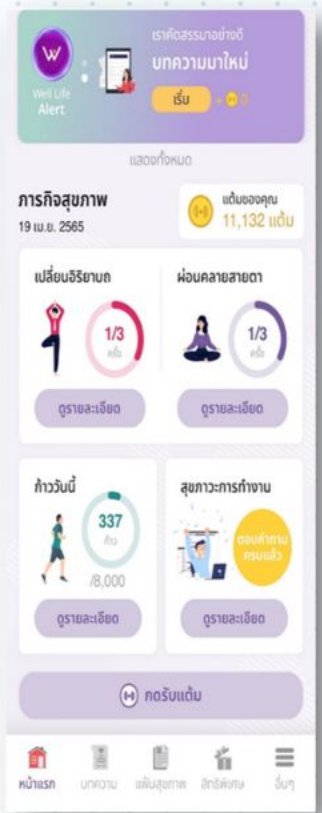 เราคัดสรรมาอย่างดี
บทความมาใหม่
W
Well Life
Alert
เริ่ม
+ 0
แสดงทั้งหมด
ภารกิจสุขภาพ
19 เม.ย. 2565
แต้มของคุณ
11,132 แต้ม
เปลี่ยนอิริยาบถ
1/3
ครั้ง
ดูรายละเอียด
ผ่อนคลายสายตา
1/3
ครั้ง
ดูรายละเอียด
ก้าววันนี้
337
ก้าว
/8,000
ดูรายละเอียด
สุขภาวะการทำงาน
ตอบคำถาม
ครบแล้ว
ดูรายละเอียด
กดรับแต้ม
หน้าแรก
บทความ
แฟ้มสุขภาพ
สิทธิพิเศษ
อื่นๆ